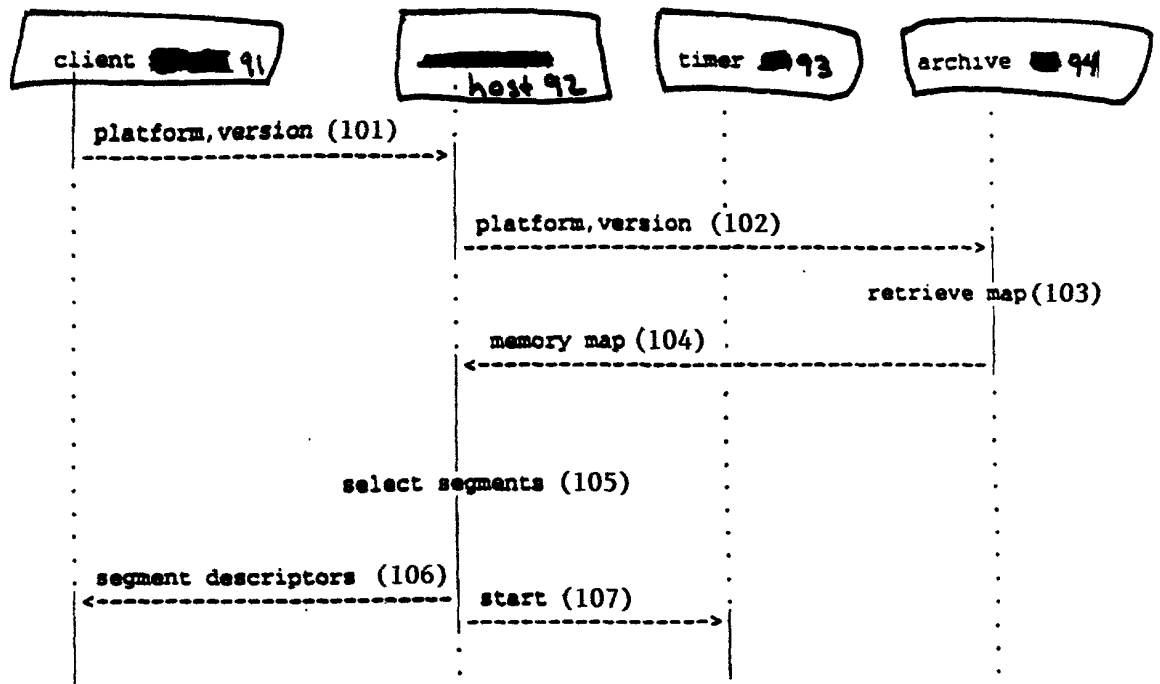 client 91
host 92
timer 93
archive 94
platform,version (101)
platform,version (102)
retrieve map (103)
memory map (104)
select segments (105)
segment descriptors (106)
start (107)